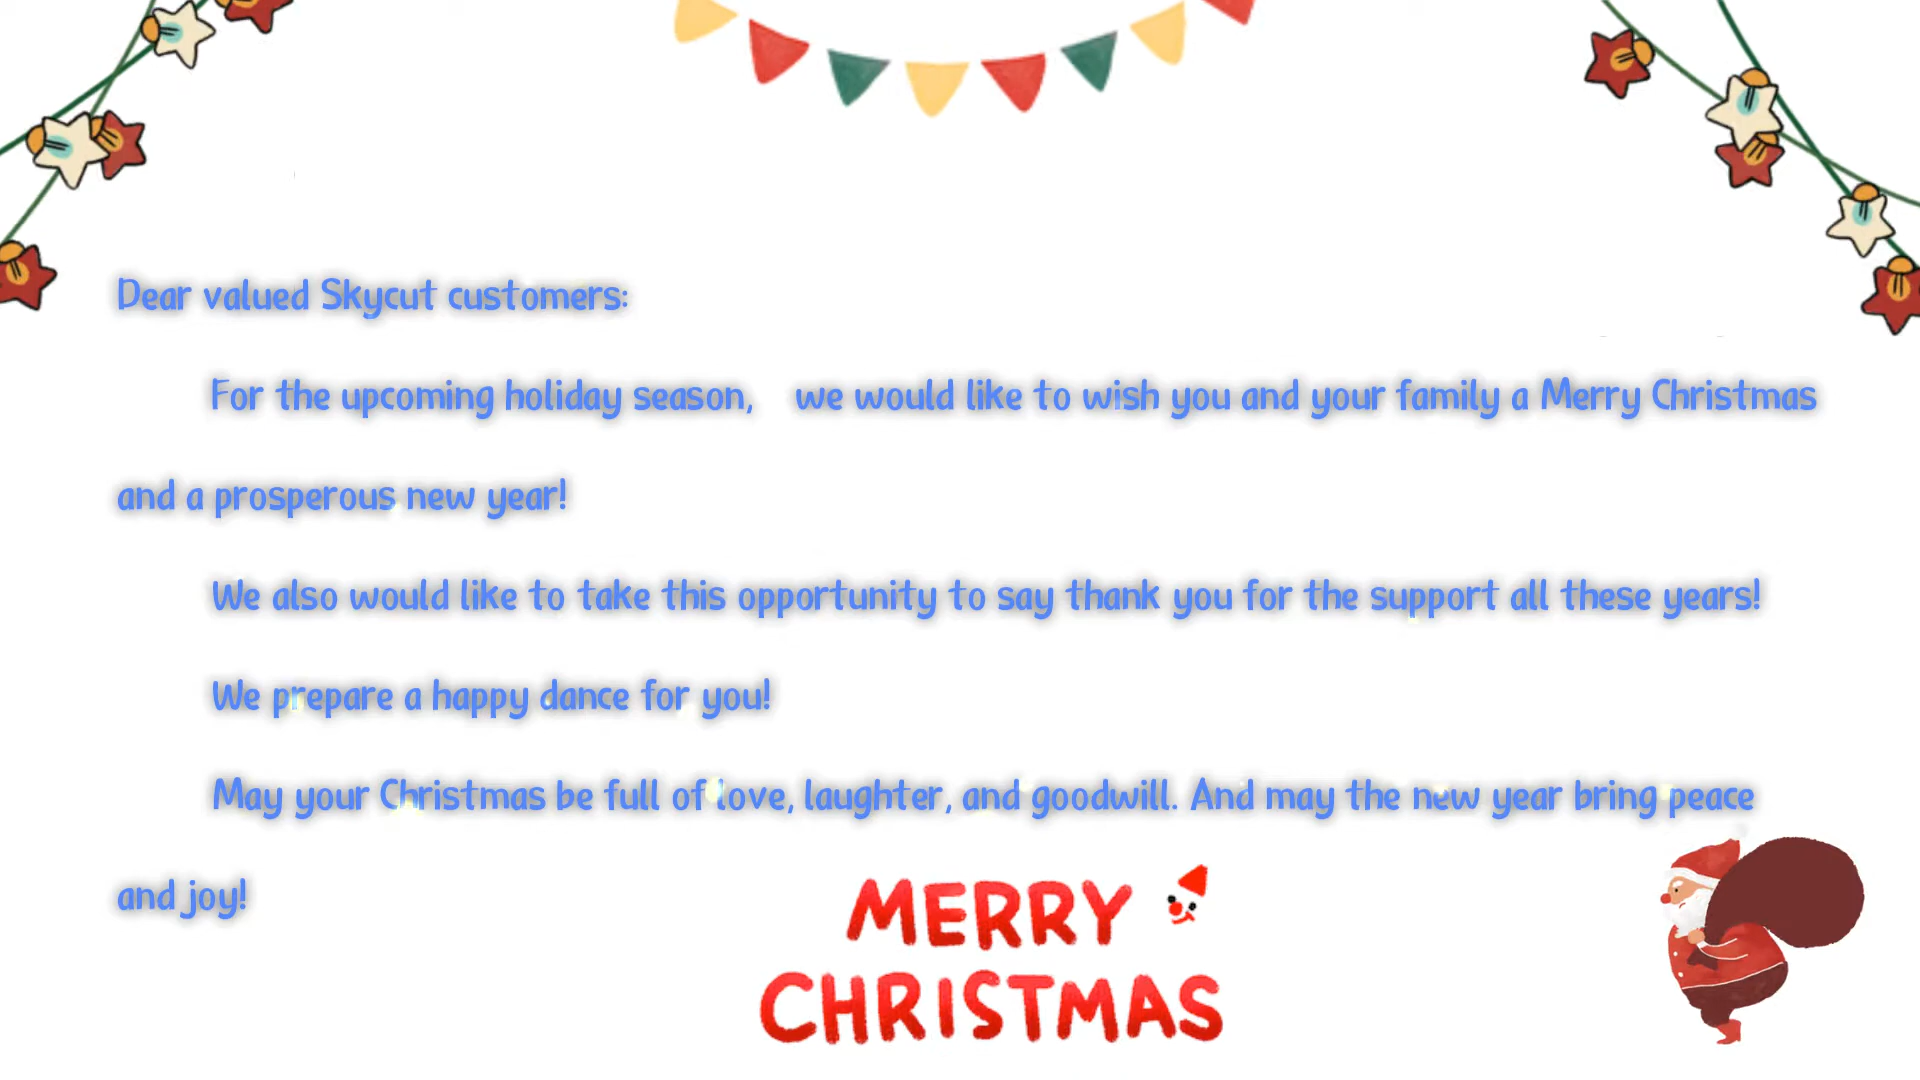 Dear valued Skycut customers:
For the upcoming holiday season, we would like to wish you and your family a Merry Christmas
and a prosperous new year!
We also would like to take this opportunity to say thank you for the support all these years!
We prepare a happy dance for you!
May your Christmas be full of love, laughter, and goodwill. And may the new year bring peace
and joy!
MERRY
CHRISTMAS